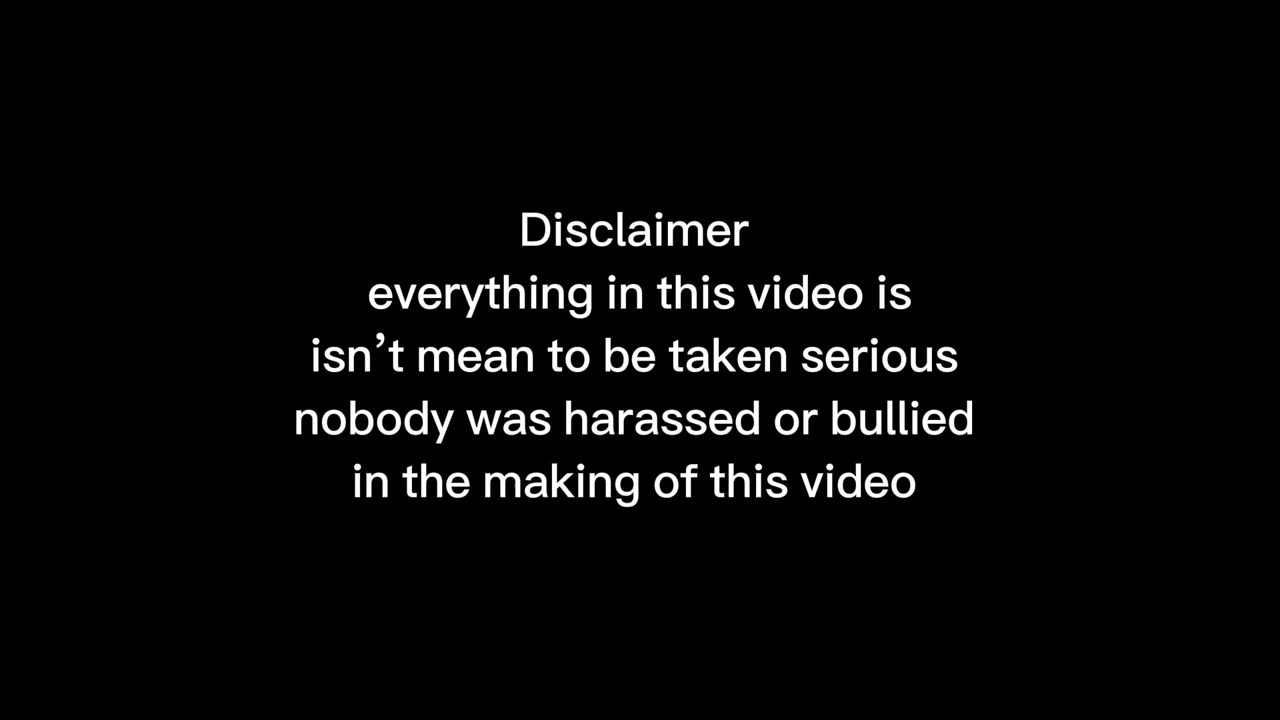 Disclaimer
everything in this video is
isn’t mean to be taken serious
nobody was harassed or bullied
in the making of this video